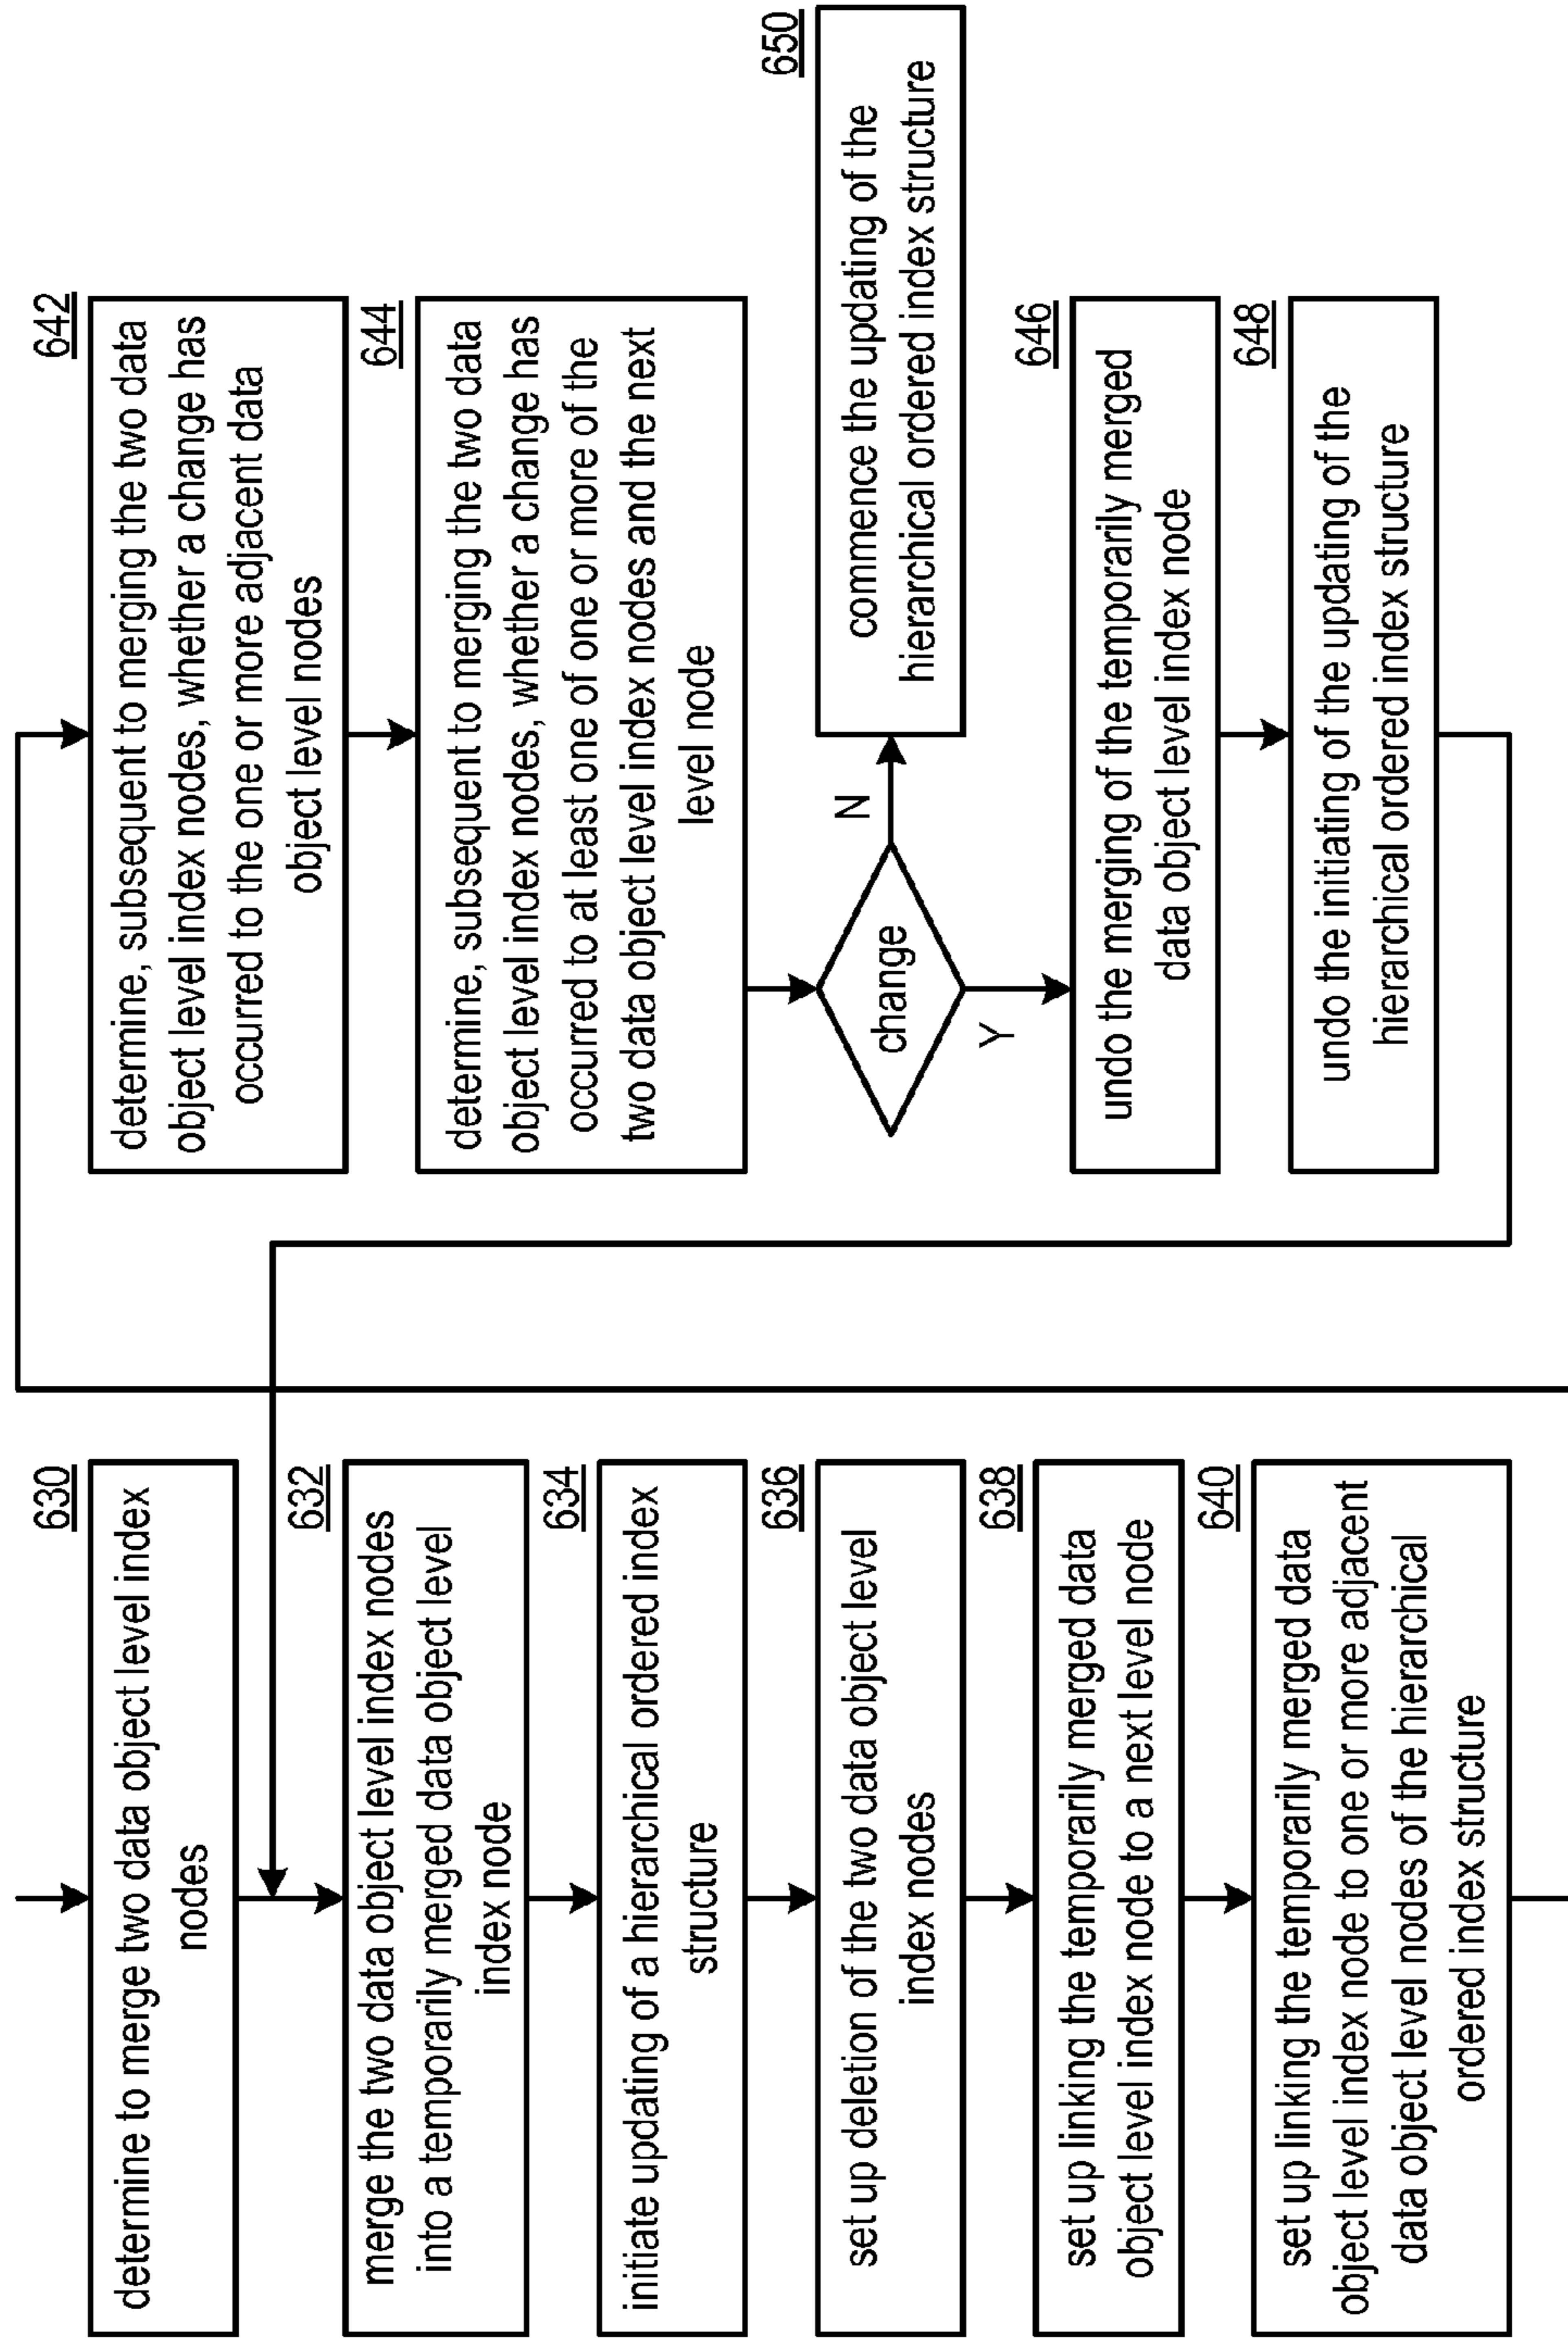 630
determine to merge two data object level index
nodes
632
merge the two data object level index nodes
into a temporarily merged data object level
index node
634
initiate updating of a hierarchical ordered index
structure
636
set up deletion of the two data object level
index nodes
638
set up linking the temporarily merged data
object level index node to a next level node
640
set up linking the temporarily merged data
object level index node to one or more adjacent
data object level nodes of the hierarchical
ordered index structure
642
determine, subsequent to merging the two data
object level index nodes, whether a change has
occurred to the one or more adjacent data
object level nodes
644
determine, subsequent to merging the two data
object level index nodes, whether a change has
occurred to at least one of one or more of the
two data object level index nodes and the next
level node
change
N
Y
650
commence the updating of the
hierarchical ordered index structure
646
undo the merging of the temporarily merged
data object level index node
648
undo the initiating of the updating of the
hierarchical ordered index structure